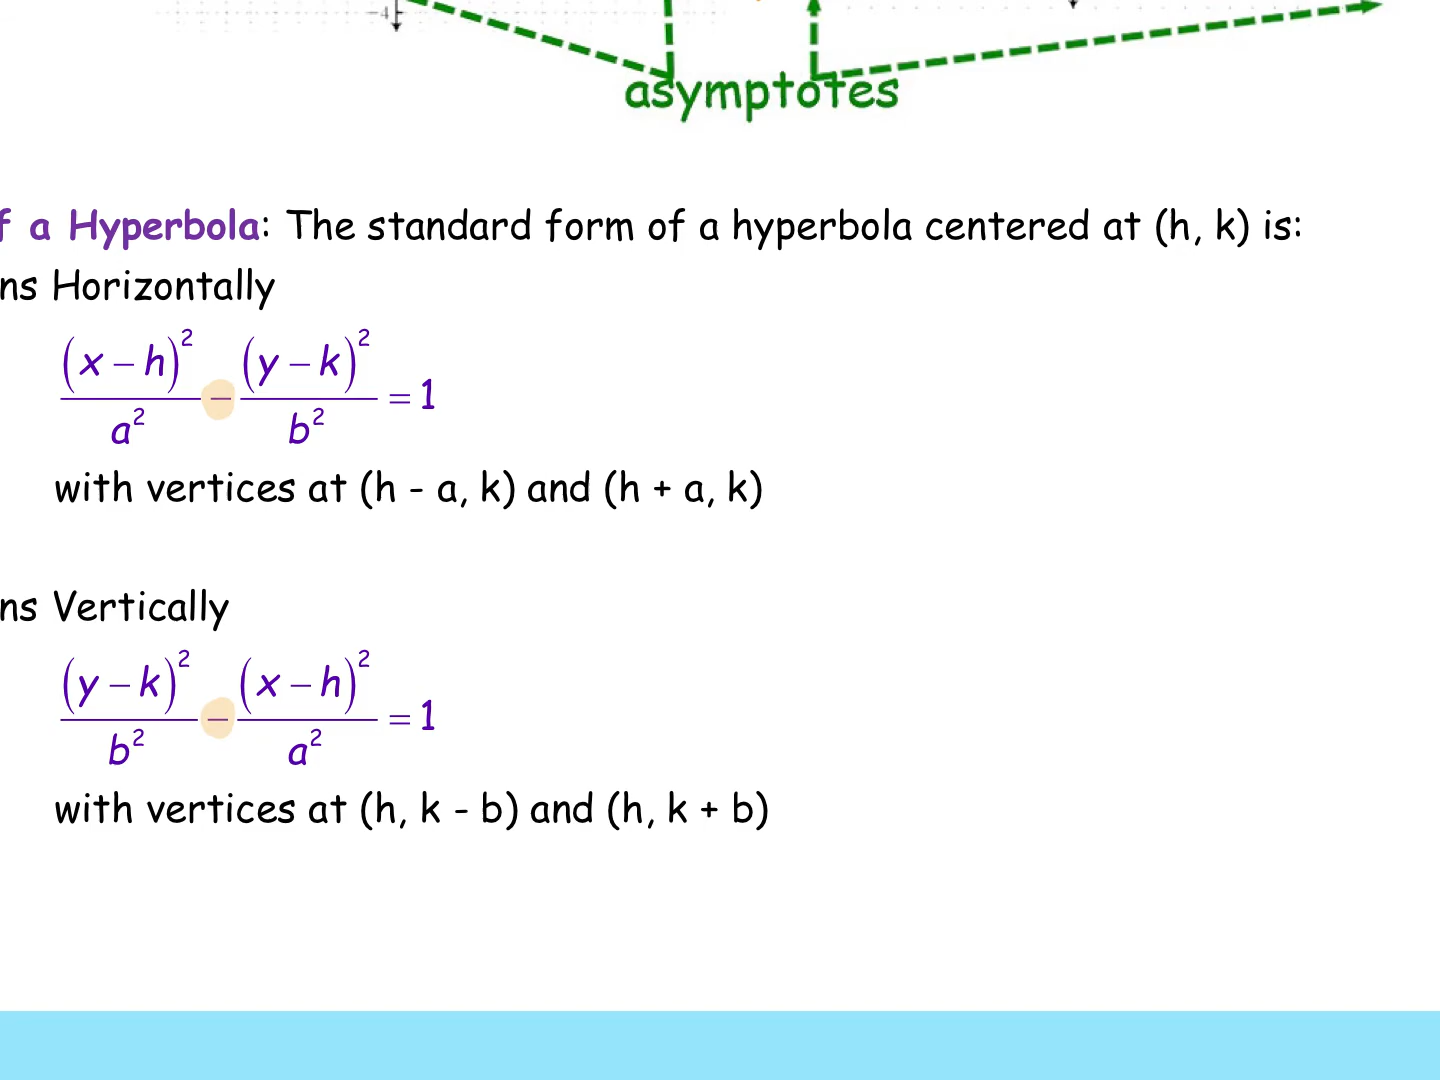 -4
asymptotes
f a Hyperbola: The standard form of a hyperbola centered at (h, k) is:
ns Horizontally
(x – h)²/a² – (y – k)²/b² = 1
with vertices at (h - a, k) and (h + a, k)
ns Vertically
(y – k)²/b² – (x – h)²/a² = 1
with vertices at (h, k - b) and (h, k + b)